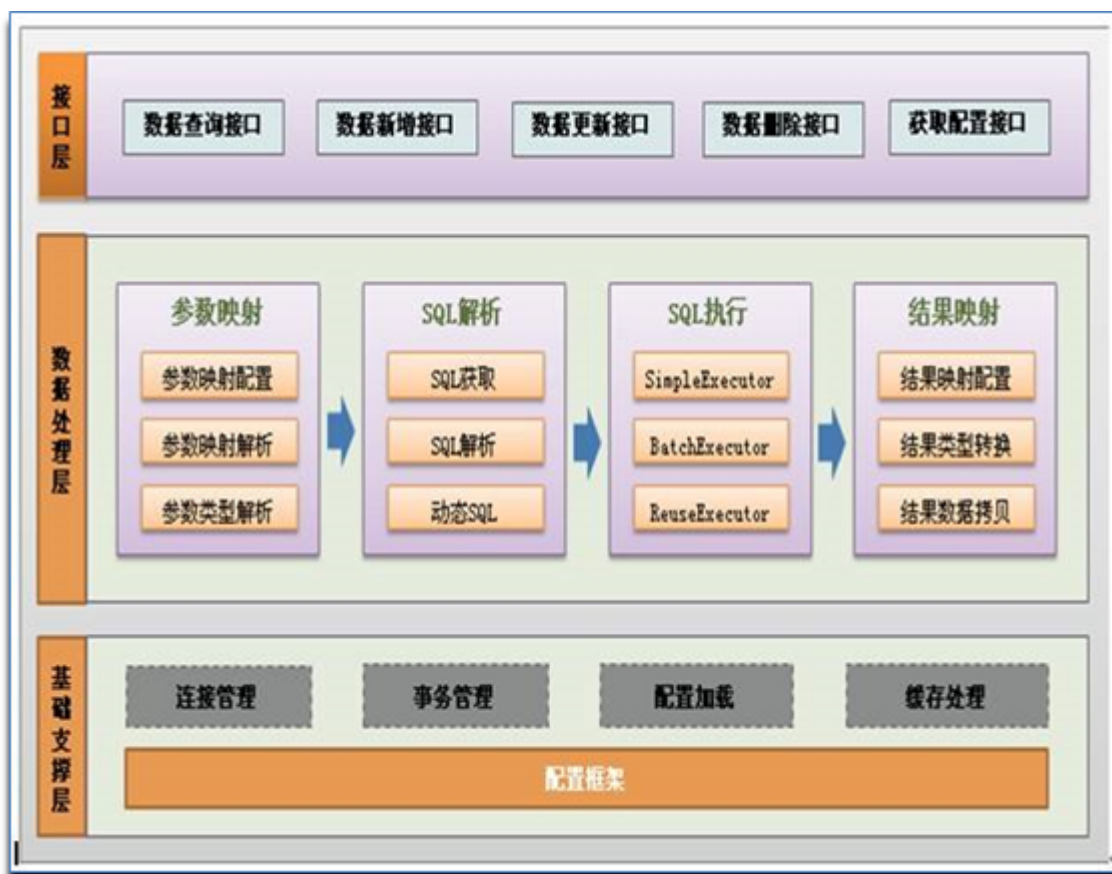 接口层
数据查询接口
数据新增接口
数据更新接口
数据删除接口
获取配置接口
数据处理层
参数映射
参数映射配置
参数映射解析
参数类型解析
SQL解析
SQL获取
SQL解析
动态SQL
SQL执行
SimpleExecutor
BatchExecutor
ReuseExecutor
结果映射
结果映射配置
结果类型转换
结果数据拷贝
基础支撑层
连接管理
事务管理
配置加载
缓存处理
配置框架